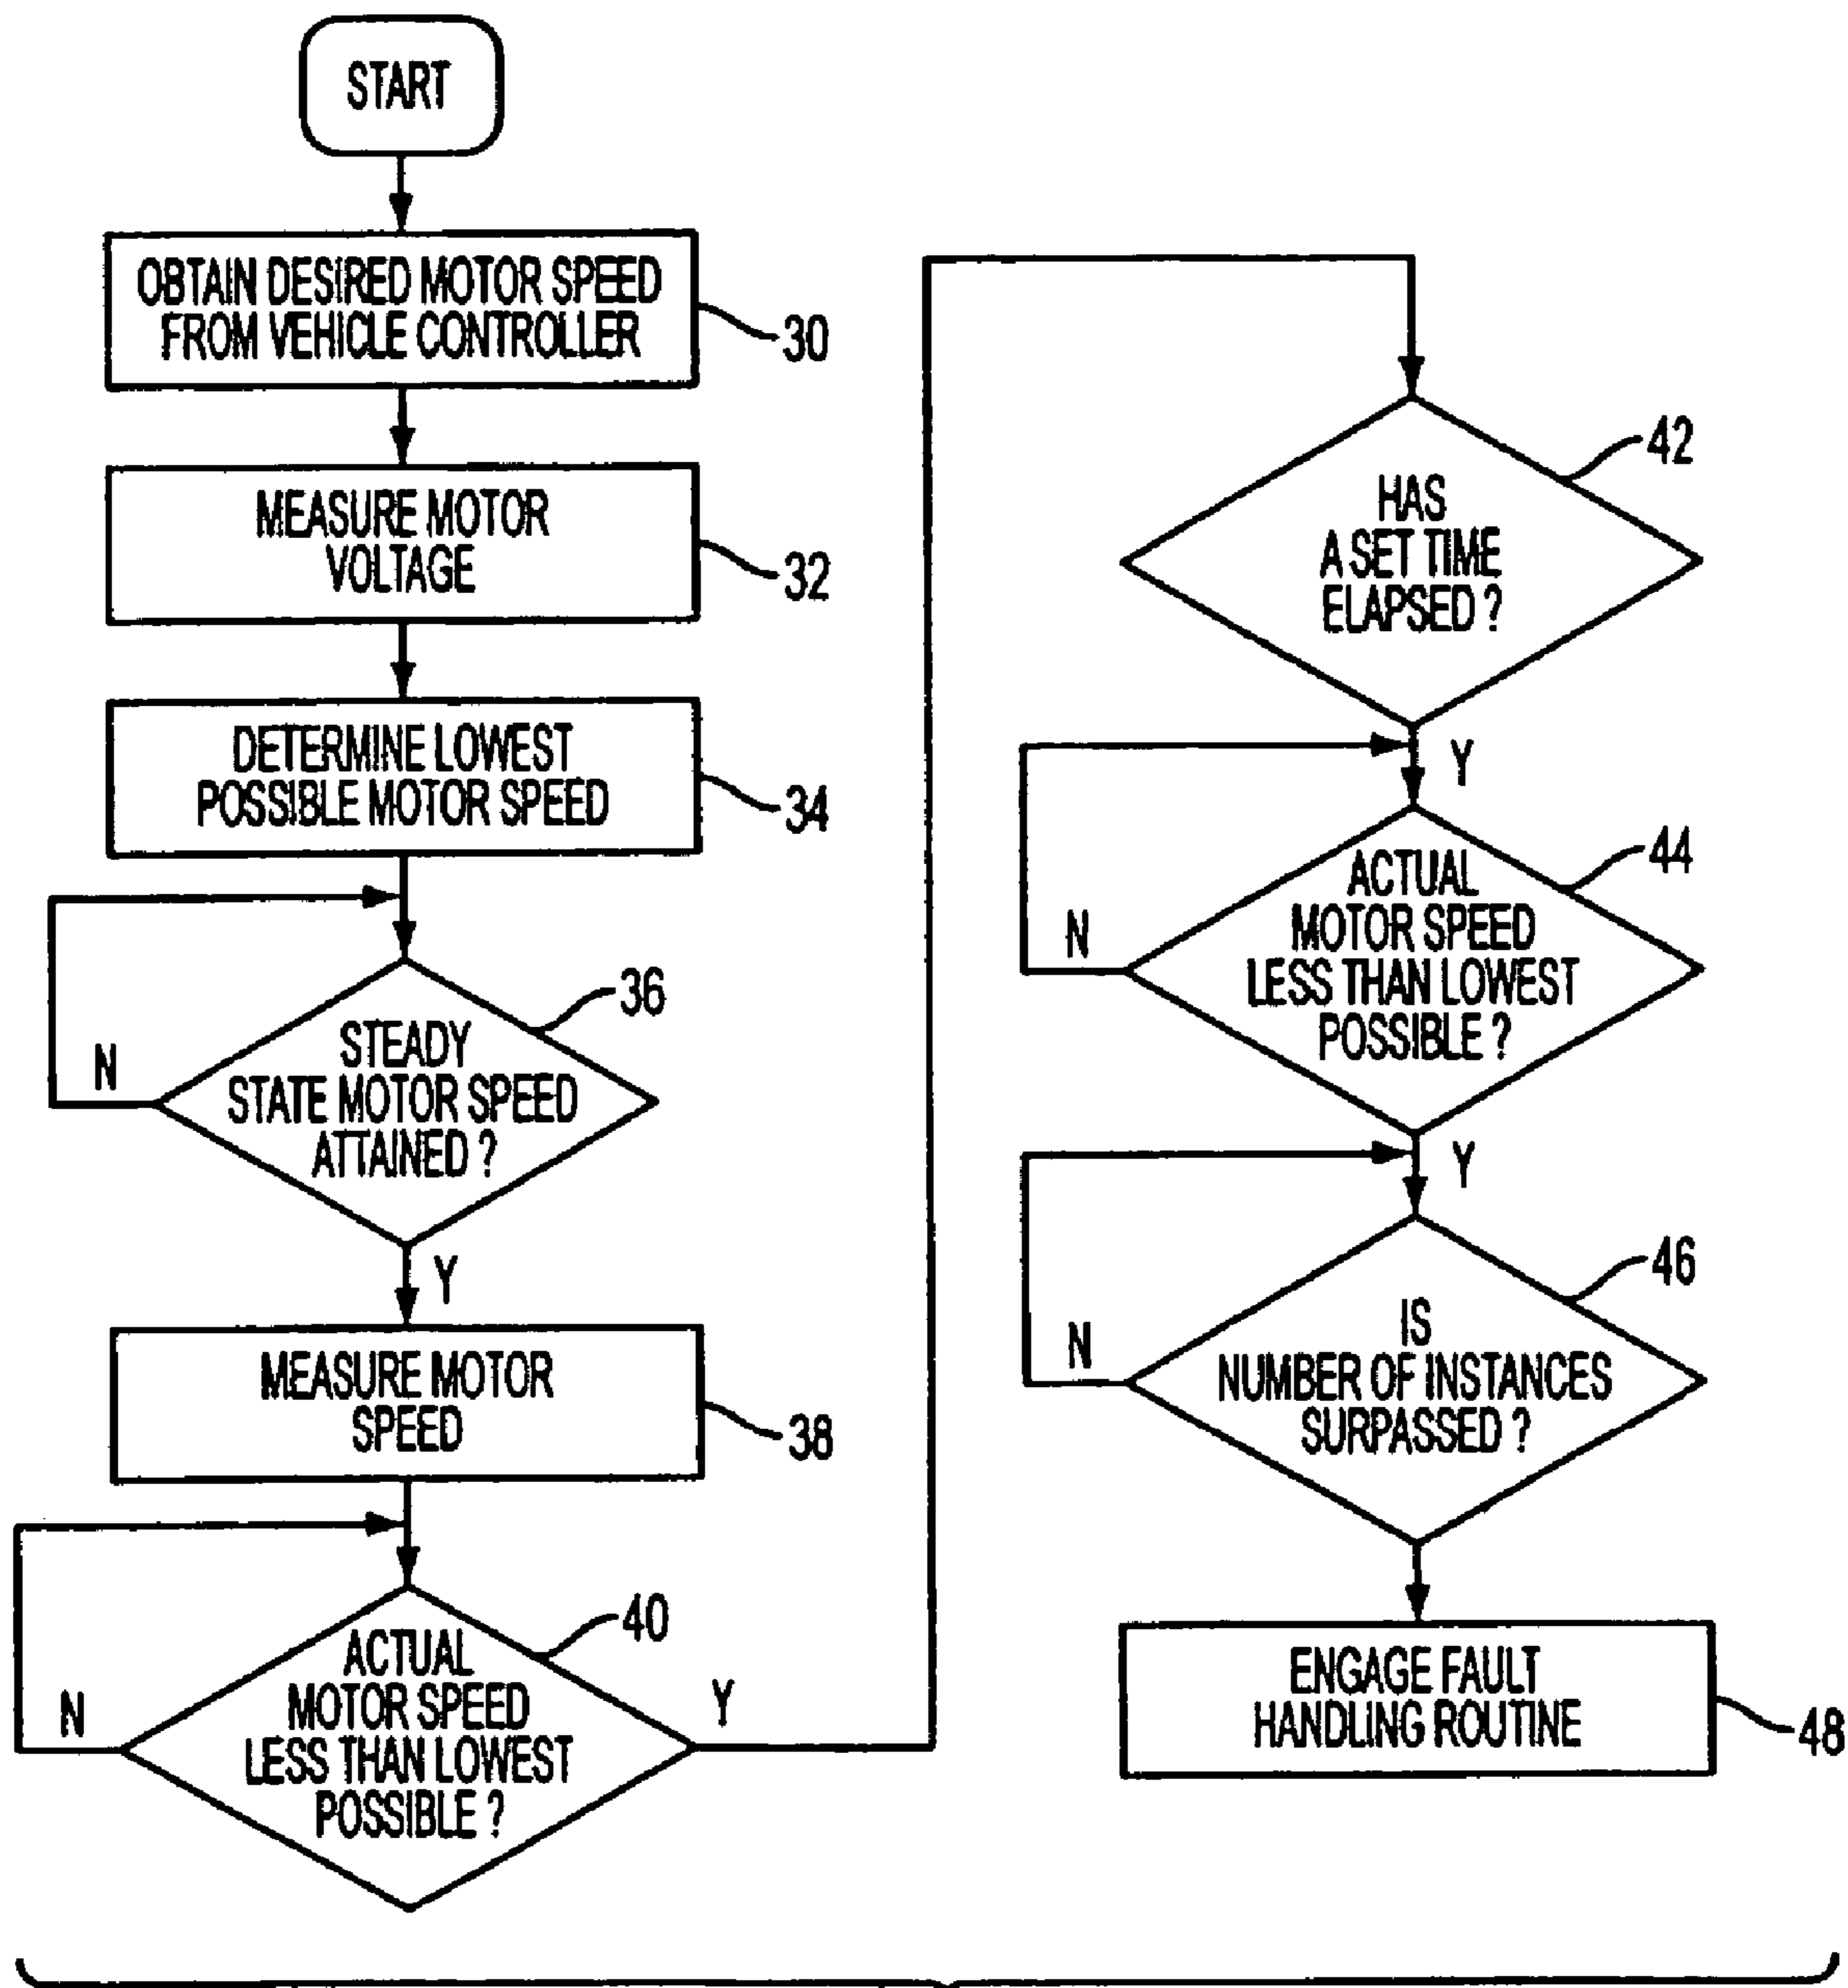 START
OBTAIN DESIRED MOTOR SPEED
FROM VEHICLE CONTROLLER
30
MEASURE MOTOR
VOLTAGE
32
DETERMINE LOWEST
POSSIBLE MOTOR SPEED
34
36
STEADY
STATE MOTOR SPEED
ATTAINED ?
N
Y
MEASURE MOTOR
SPEED
38
40
ACTUAL
MOTOR SPEED
LESS THAN LOWEST
POSSIBLE ?
N
Y
42
HAS
A SET TIME
ELAPSED ?
Y
44
ACTUAL
MOTOR SPEED
LESS THAN LOWEST
POSSIBLE ?
N
Y
46
IS
NUMBER OF INSTANCES
SURPASSED ?
N
ENGAGE FAULT
HANDLING ROUTINE
48